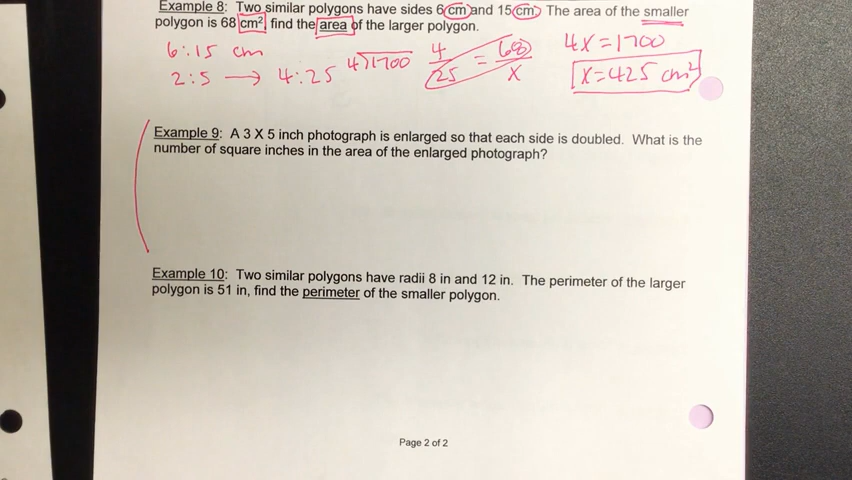 Example 8: Two similar polygons have sides 6 cm and 15 cm. The area of the smaller
polygon is 68 cm², find the area of the larger polygon.
6:15 cm
2:5 → 4:25
4)1700
4/25 = 68/x
4x=1700
x=425 cm²
Example 9: A 3 X 5 inch photograph is enlarged so that each side is doubled. What is the
number of square inches in the area of the enlarged photograph?
Example 10: Two similar polygons have radii 8 in and 12 in. The perimeter of the larger
polygon is 51 in, find the perimeter of the smaller polygon.
Page 2 of 2